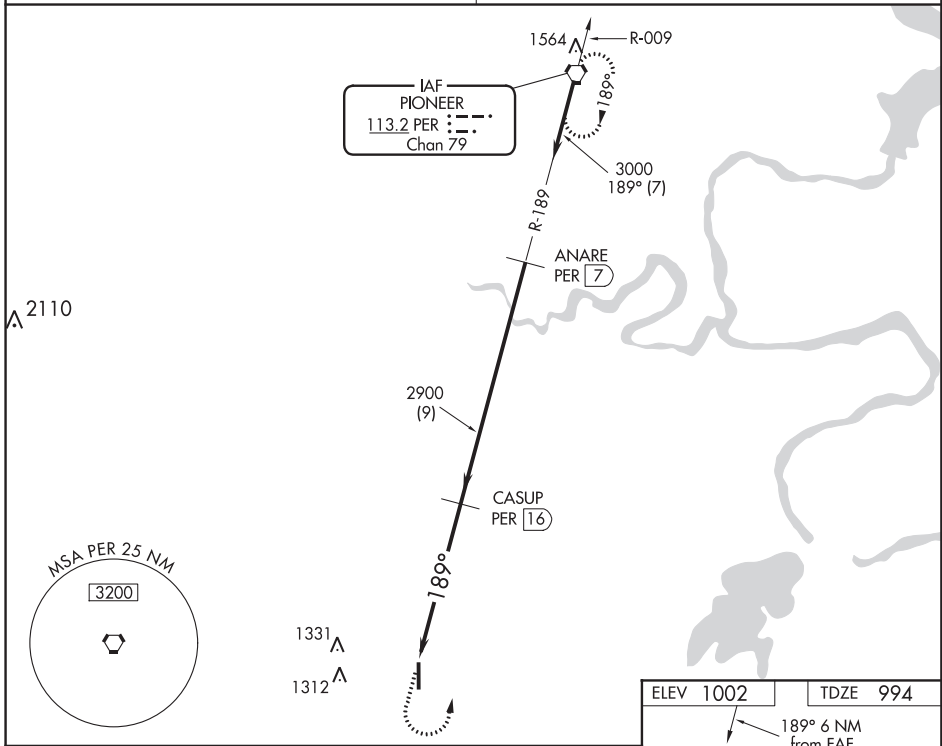 1564
R-009
IAF
PIONEER
113.2 PER
Chan 79
189°
3000
189° (7)
R-189
ANARE
PER 7
2110
2900
(9)
CASUP
PER 16
189°
MSA PER 25 NM
3200
1331
1312
ELEV 1002
TDZE 994
189° 6 NM
from FAF